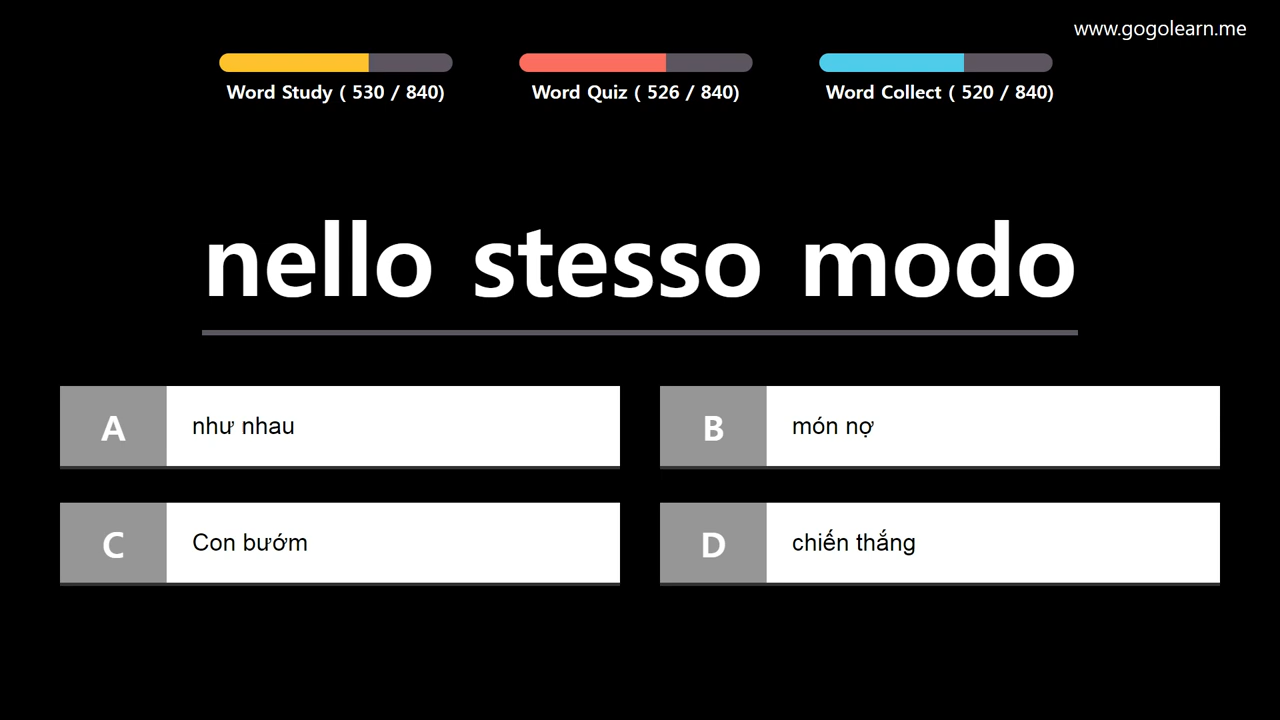 www.gogolearn.me
Word Study ( 530 / 840)
Word Quiz ( 526 / 840)
Word Collect ( 520 / 840)
nello stesso modo
A như nhau
B món nợ
C Con bướm
D chiến thắng